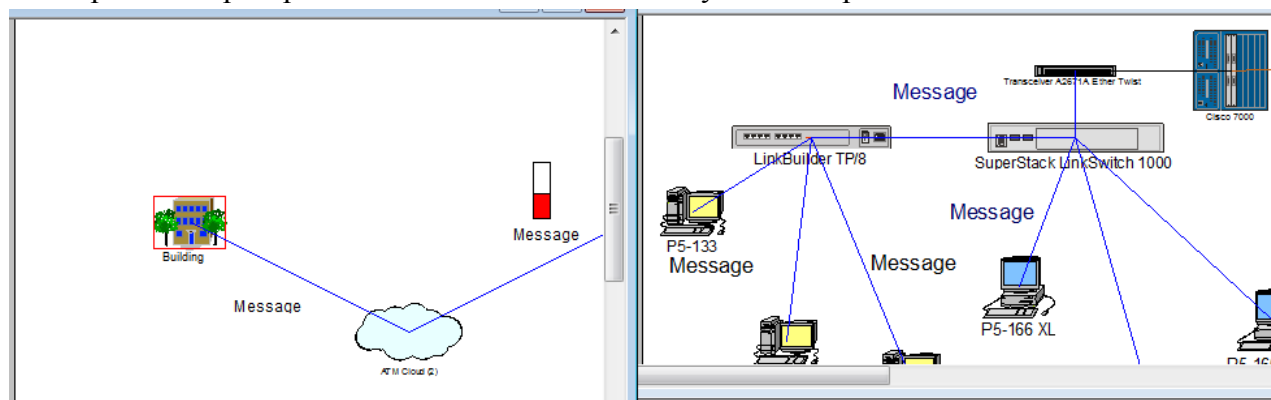 Message
Building
Message
ATM Cloud (2)
Transceiver A2671A Ether Twist
Message
Cisco 7000
LinkBuilder TP/8
SuperStack LinkSwitch 1000
Message
P5-133
Message
Message
P5-166 XL